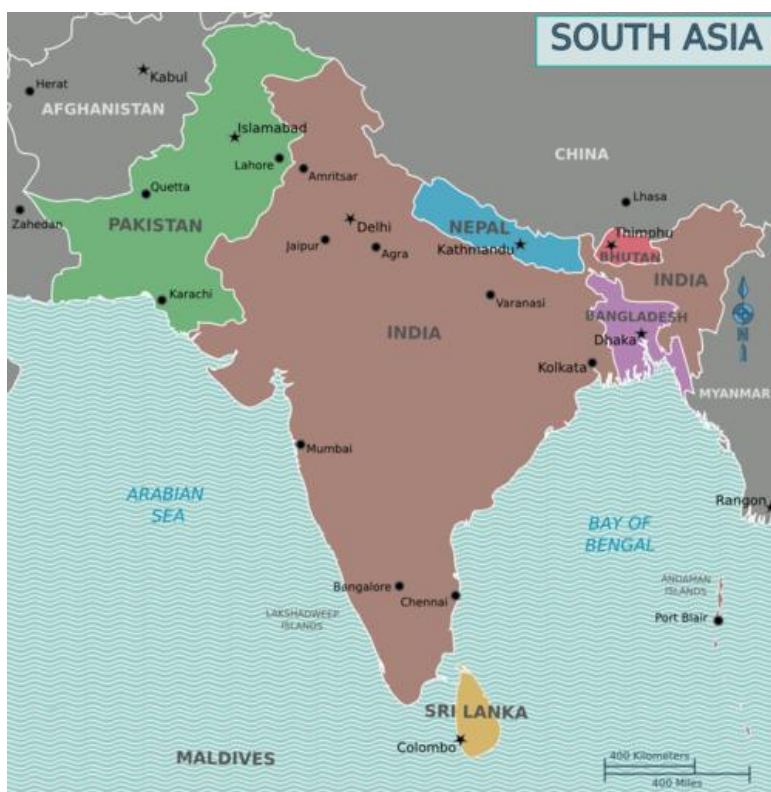 SOUTH ASIA
Kabul
Herat
AFGHANISTAN
Islamabad
Lahore
Amritsar
CHINA
Quetta
Lhasa
Zahedan
PAKISTAN
Delhi
NEPAL
Thimphu
Jaipur
Agra
Kathmandu
BHUTAN
INDIA
Karachi
Varanasi
BANGLADESH
INDIA
Dhaka
N
Kolkata
MYANMAR
Mumbai
ARABIAN
SEA
Rangon
BAY OF
BENGAL
Bangalore
Chennai
ANDAMAN
ISLANDS
LAKSHADWEEP
ISLANDS
Port Blair
SRI LANKA
Colombo
MALDIVES
400 Kilometers
400 Miles